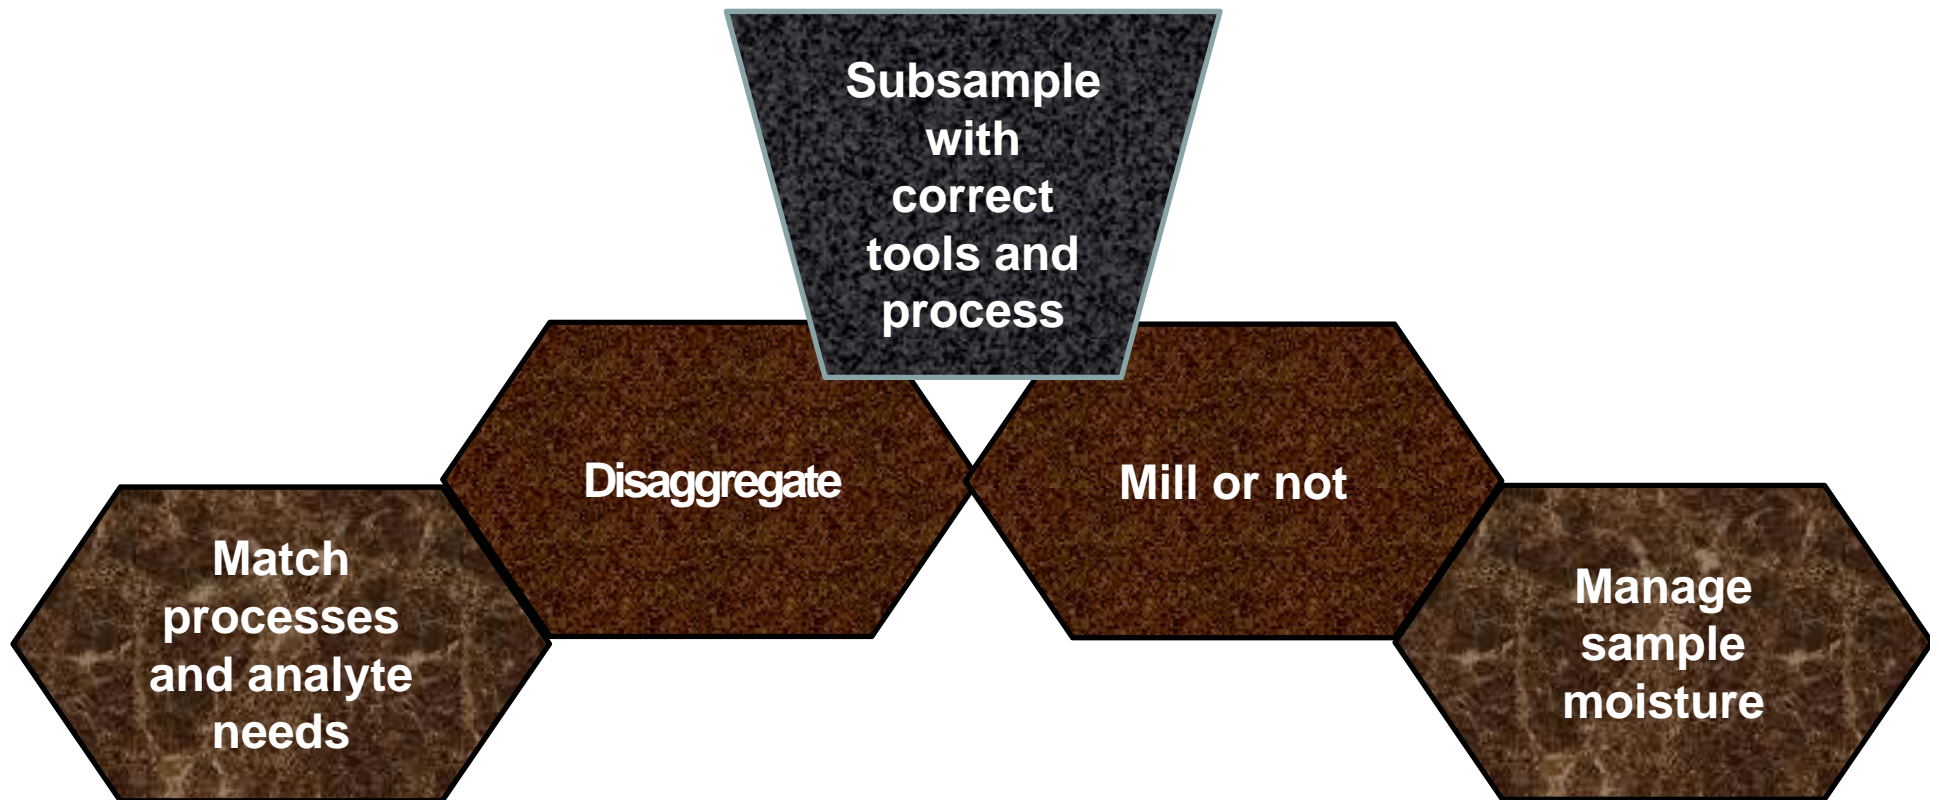 Subsample
with
correct
tools and
process
Disaggregate
Mill or not
Match
processes
and analyte
needs
Manage
sample
moisture